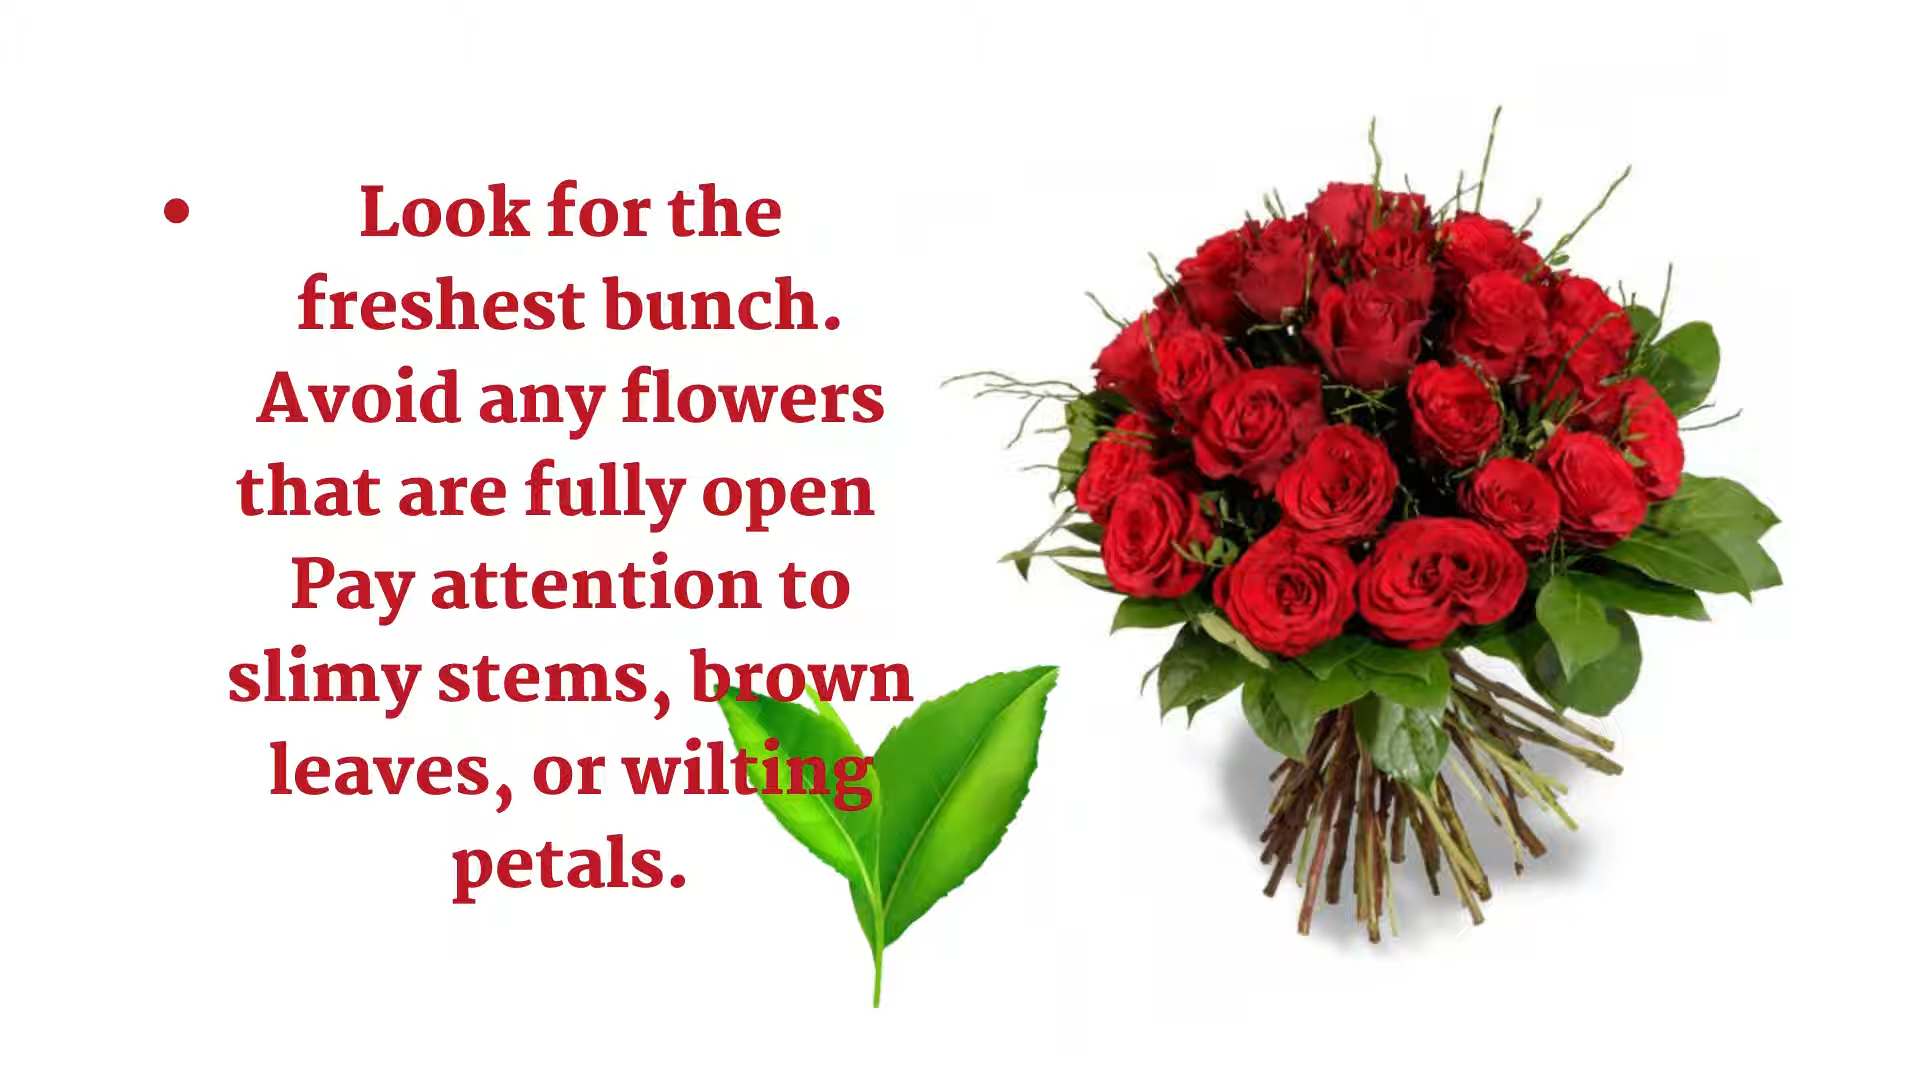 • Look for the
freshest bunch.
Avoid any flowers
that are fully open
Pay attention to
slimy stems, brown
leaves, or wilting
petals.